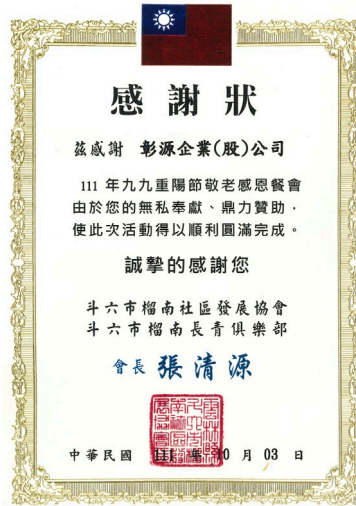 感謝狀
茲感謝 彰源企業(股)公司
111 年九九重陽節敬老感恩餐會
由於您的無私奉獻、鼎力贊助，
使此次活動得以順利圓滿完成。
誠摯的感謝您
斗六市榴南社區發展協會
斗六市榴南長青俱樂部
會長 張清源
中華民國 111 年 10 月 03 日